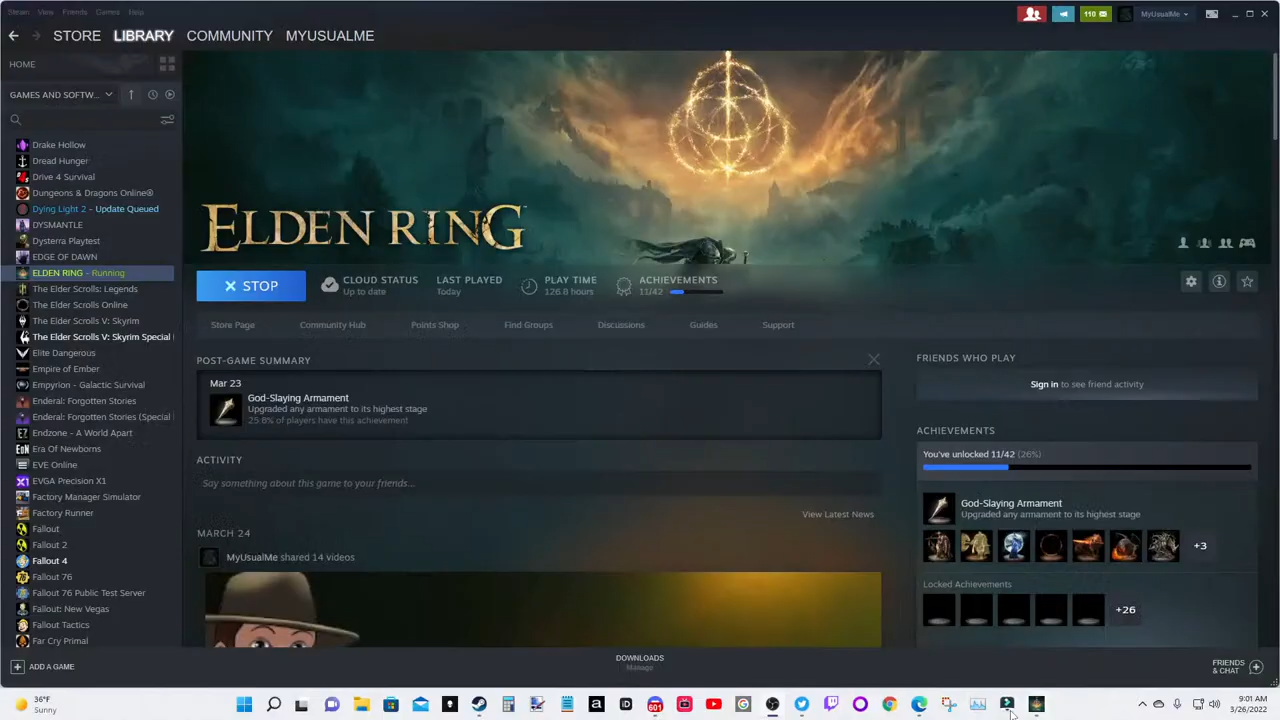 Steam View Friends Games Help
110
MyUsualMe
STORE LIBRARY COMMUNITY MYUSUALME
HOME
GAMES AND SOFTW...
Drake Hollow
Dread Hunger
Drive 4 Survival
Dungeons & Dragons Online®
Dying Light 2 - Update Queued
DYSMANTLE
Dysterra Playtest
EDGE OF DAWN
ELDEN RING - Running
The Elder Scrolls: Legends
The Elder Scrolls Online
The Elder Scrolls V: Skyrim
The Elder Scrolls V: Skyrim Special
Elite Dangerous
Empire of Ember
Empyrion - Galactic Survival
Enderal: Forgotten Stories
Enderal: Forgotten Stories (Special
Endzone - A World Apart
Era Of Newborns
EVE Online
EVGA Precision X1
Factory Manager Simulator
Factory Runner
Fallout
Fallout 2
Fallout 4
Fallout 76
Fallout 76 Public Test Server
Fallout: New Vegas
Fallout Tactics
Far Cry Primal
ADD A GAME
ELDEN RING
STOP
CLOUD STATUS
Up to date
LAST PLAYED
Today
PLAY TIME
126.8 hours
ACHIEVEMENTS
11/42
Store Page Community Hub Points Shop Find Groups Discussions Guides Support
POST-GAME SUMMARY
Mar 23
God-Slaying Armament
Upgraded any armament to its highest stage
25.8% of players have this achievement
ACTIVITY
Say something about this game to your friends...
View Latest News
MARCH 24
MyUsualMe shared 14 videos
FRIENDS WHO PLAY
Sign in to see friend activity
ACHIEVEMENTS
You've unlocked 11/42 (26%)
God-Slaying Armament
Upgraded any armament to its highest stage
+3
Locked Achievements
+26
DOWNLOADS
Manage
FRIENDS
& CHAT
36°F
Sunny
601
9:01 AM
3/26/2022